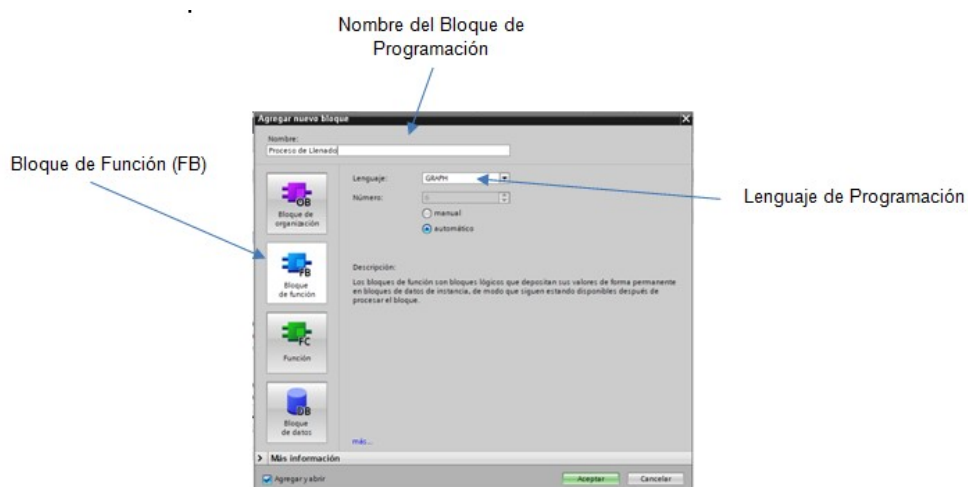 Nombre del Bloque de
Programación
Agregar nuevo bloque
Nombre:
Proceso de Llenado
Bloque de Función (FB)
Lenguaje: GRAPH
Lenguaje de Programación
Número: 6
manual
automático
OB
Bloque de
organización
FB
Bloque
de función
Descripción:
Los bloques de función son bloques lógicos que depositan sus valores de forma permanente
en bloques de datos de instancia, de modo que siguen estando disponibles después de
procesar el bloque.
FC
Función
DB
Bloque
de datos
más...
> Más información
Agregar y abrir
Aceptar
Cancelar